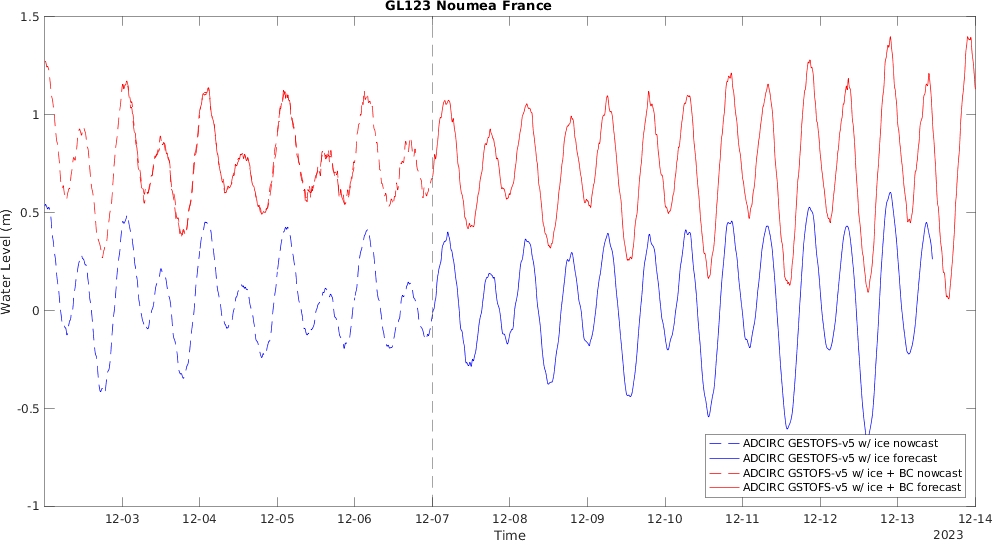 GL123 Noumea France
1.5
1
0.5
0
-0.5
-1
Water Level (m)
12-03 12-04 12-05 12-06 12-07 12-08 12-09 12-10 12-11 12-12 12-13 12-14
Time
2023
ADCIRC GESTOFS-v5 w/ ice nowcast
ADCIRC GESTOFS-v5 w/ ice forecast
ADCIRC GSTOFS-v5 w/ ice + BC nowcast
ADCIRC GSTOFS-v5 w/ ice + BC forecast